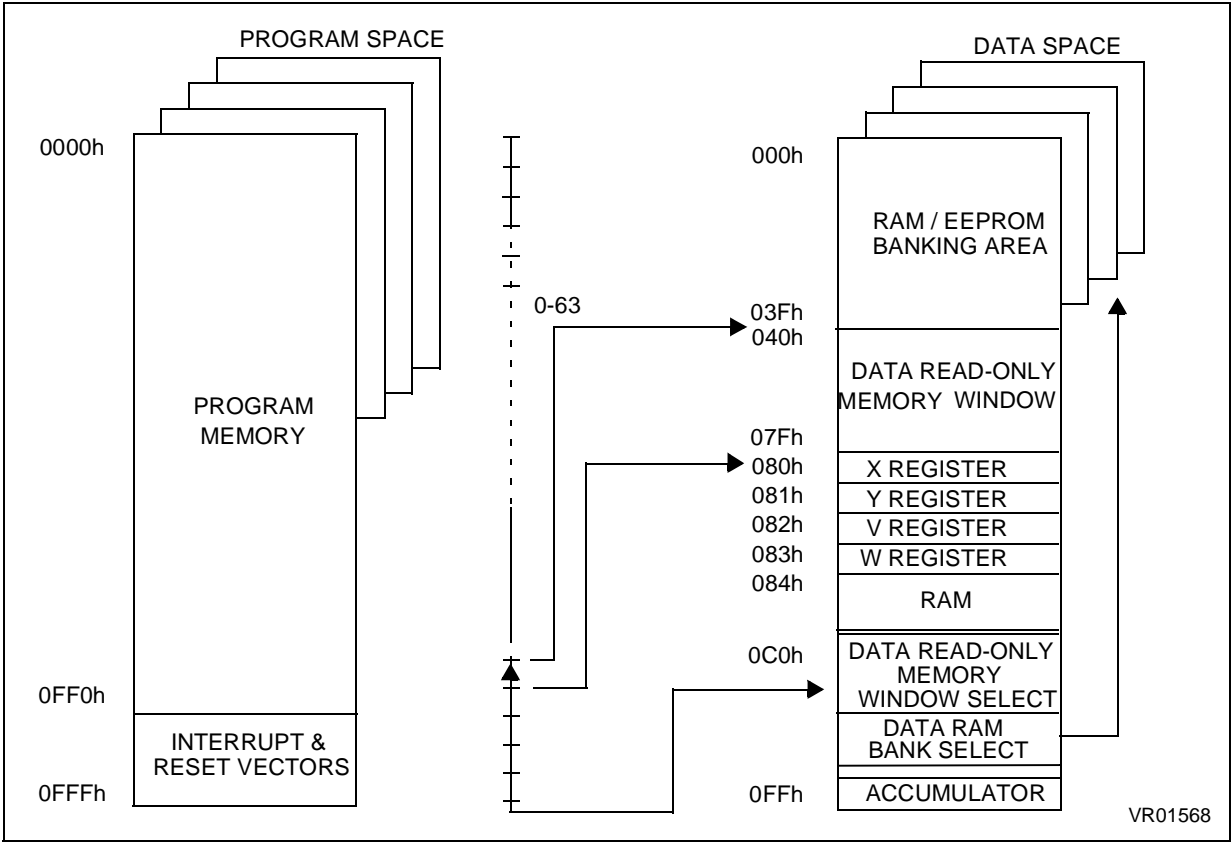 PROGRAM SPACE
0000h
PROGRAM
MEMORY
0FF0h
INTERRUPT &
RESET VECTORS
0FFFh
0-63
DATA SPACE
000h
RAM / EEPROM
BANKING AREA
03Fh
040h
DATA READ-ONLY
MEMORY WINDOW
07Fh
080h
X REGISTER
081h
Y REGISTER
082h
V REGISTER
083h
W REGISTER
084h
RAM
0C0h
DATA READ-ONLY
MEMORY
WINDOW SELECT
DATA RAM
BANK SELECT
0FFh
ACCUMULATOR
VR01568